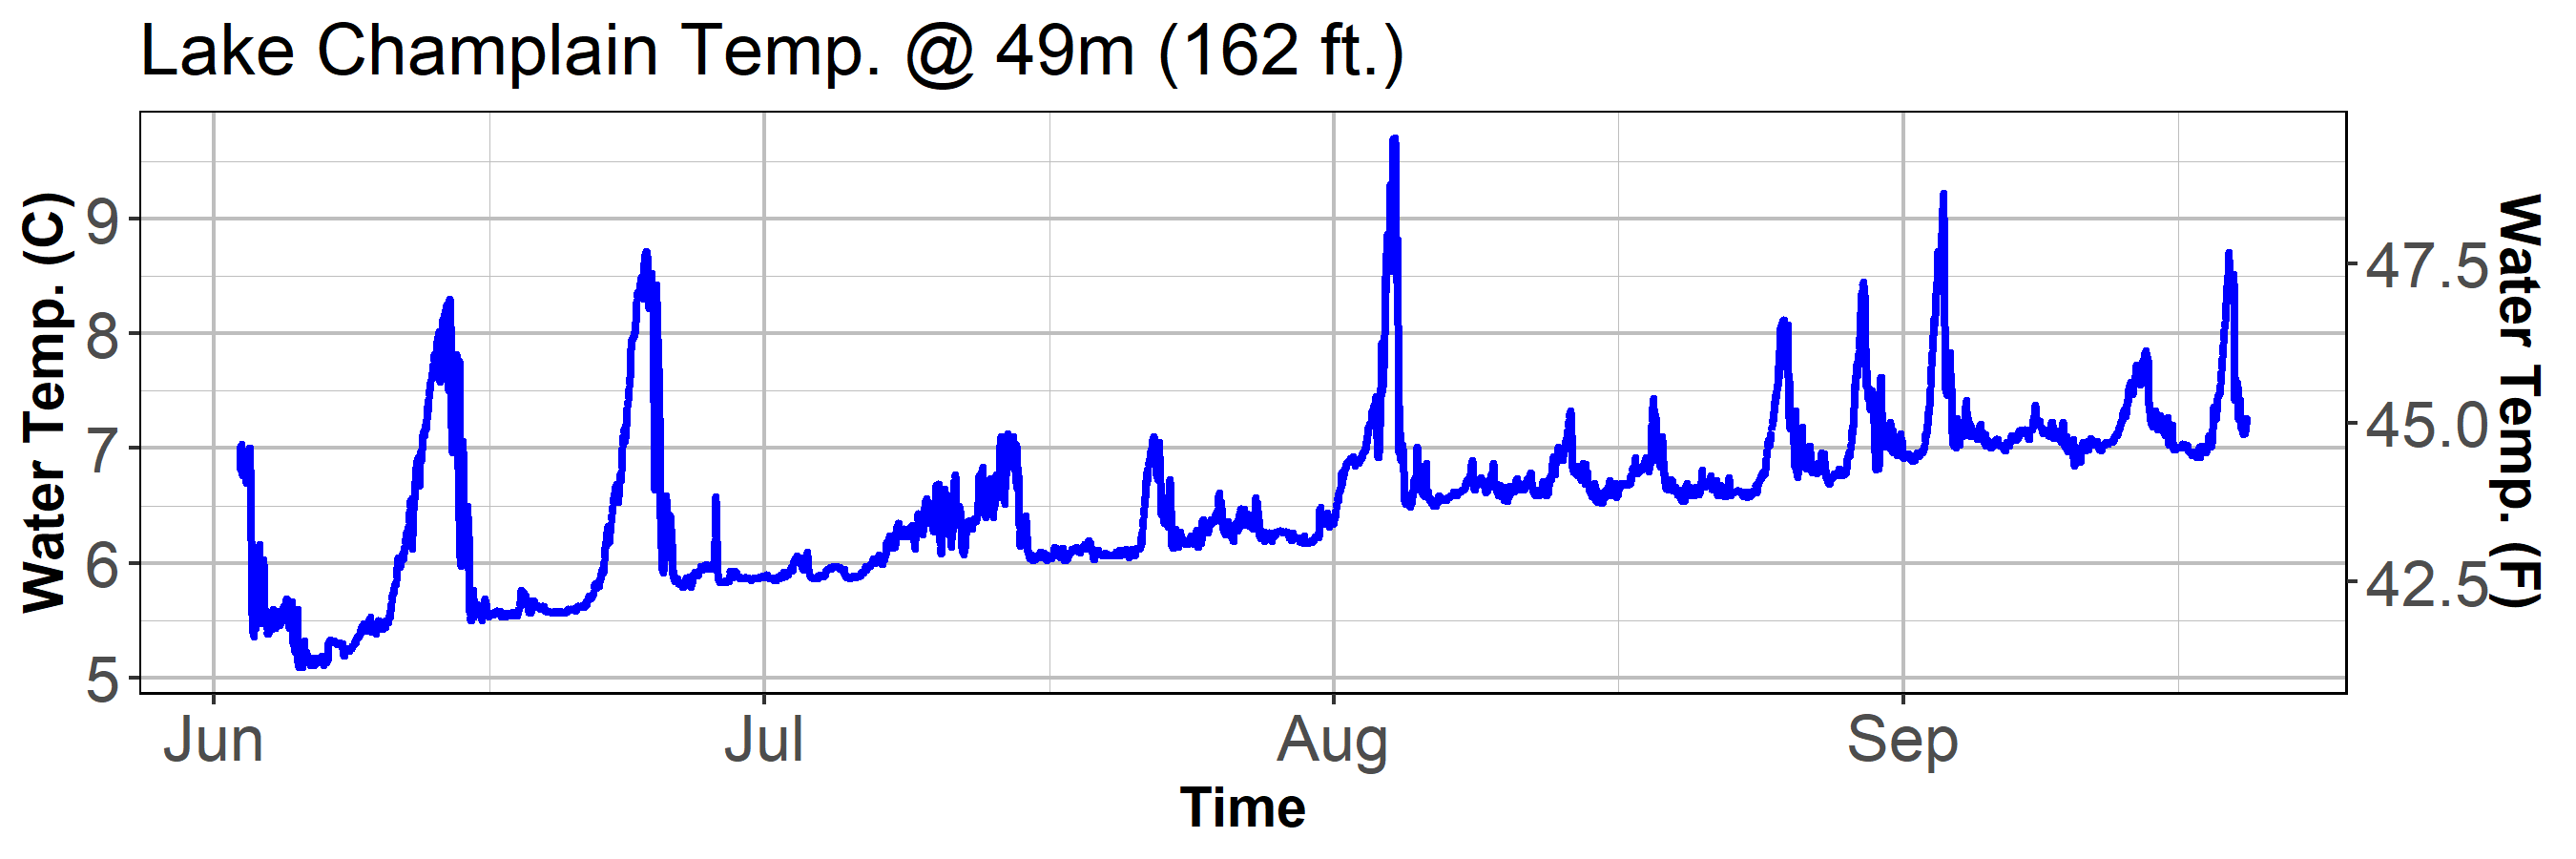 Lake Champlain Temp. @ 49m (162 ft.)
Water Temp. (C)
9
8
7
6
5
47.5
45.0
42.5
Water Temp. (F)
Jun Jul Aug Sep
Time